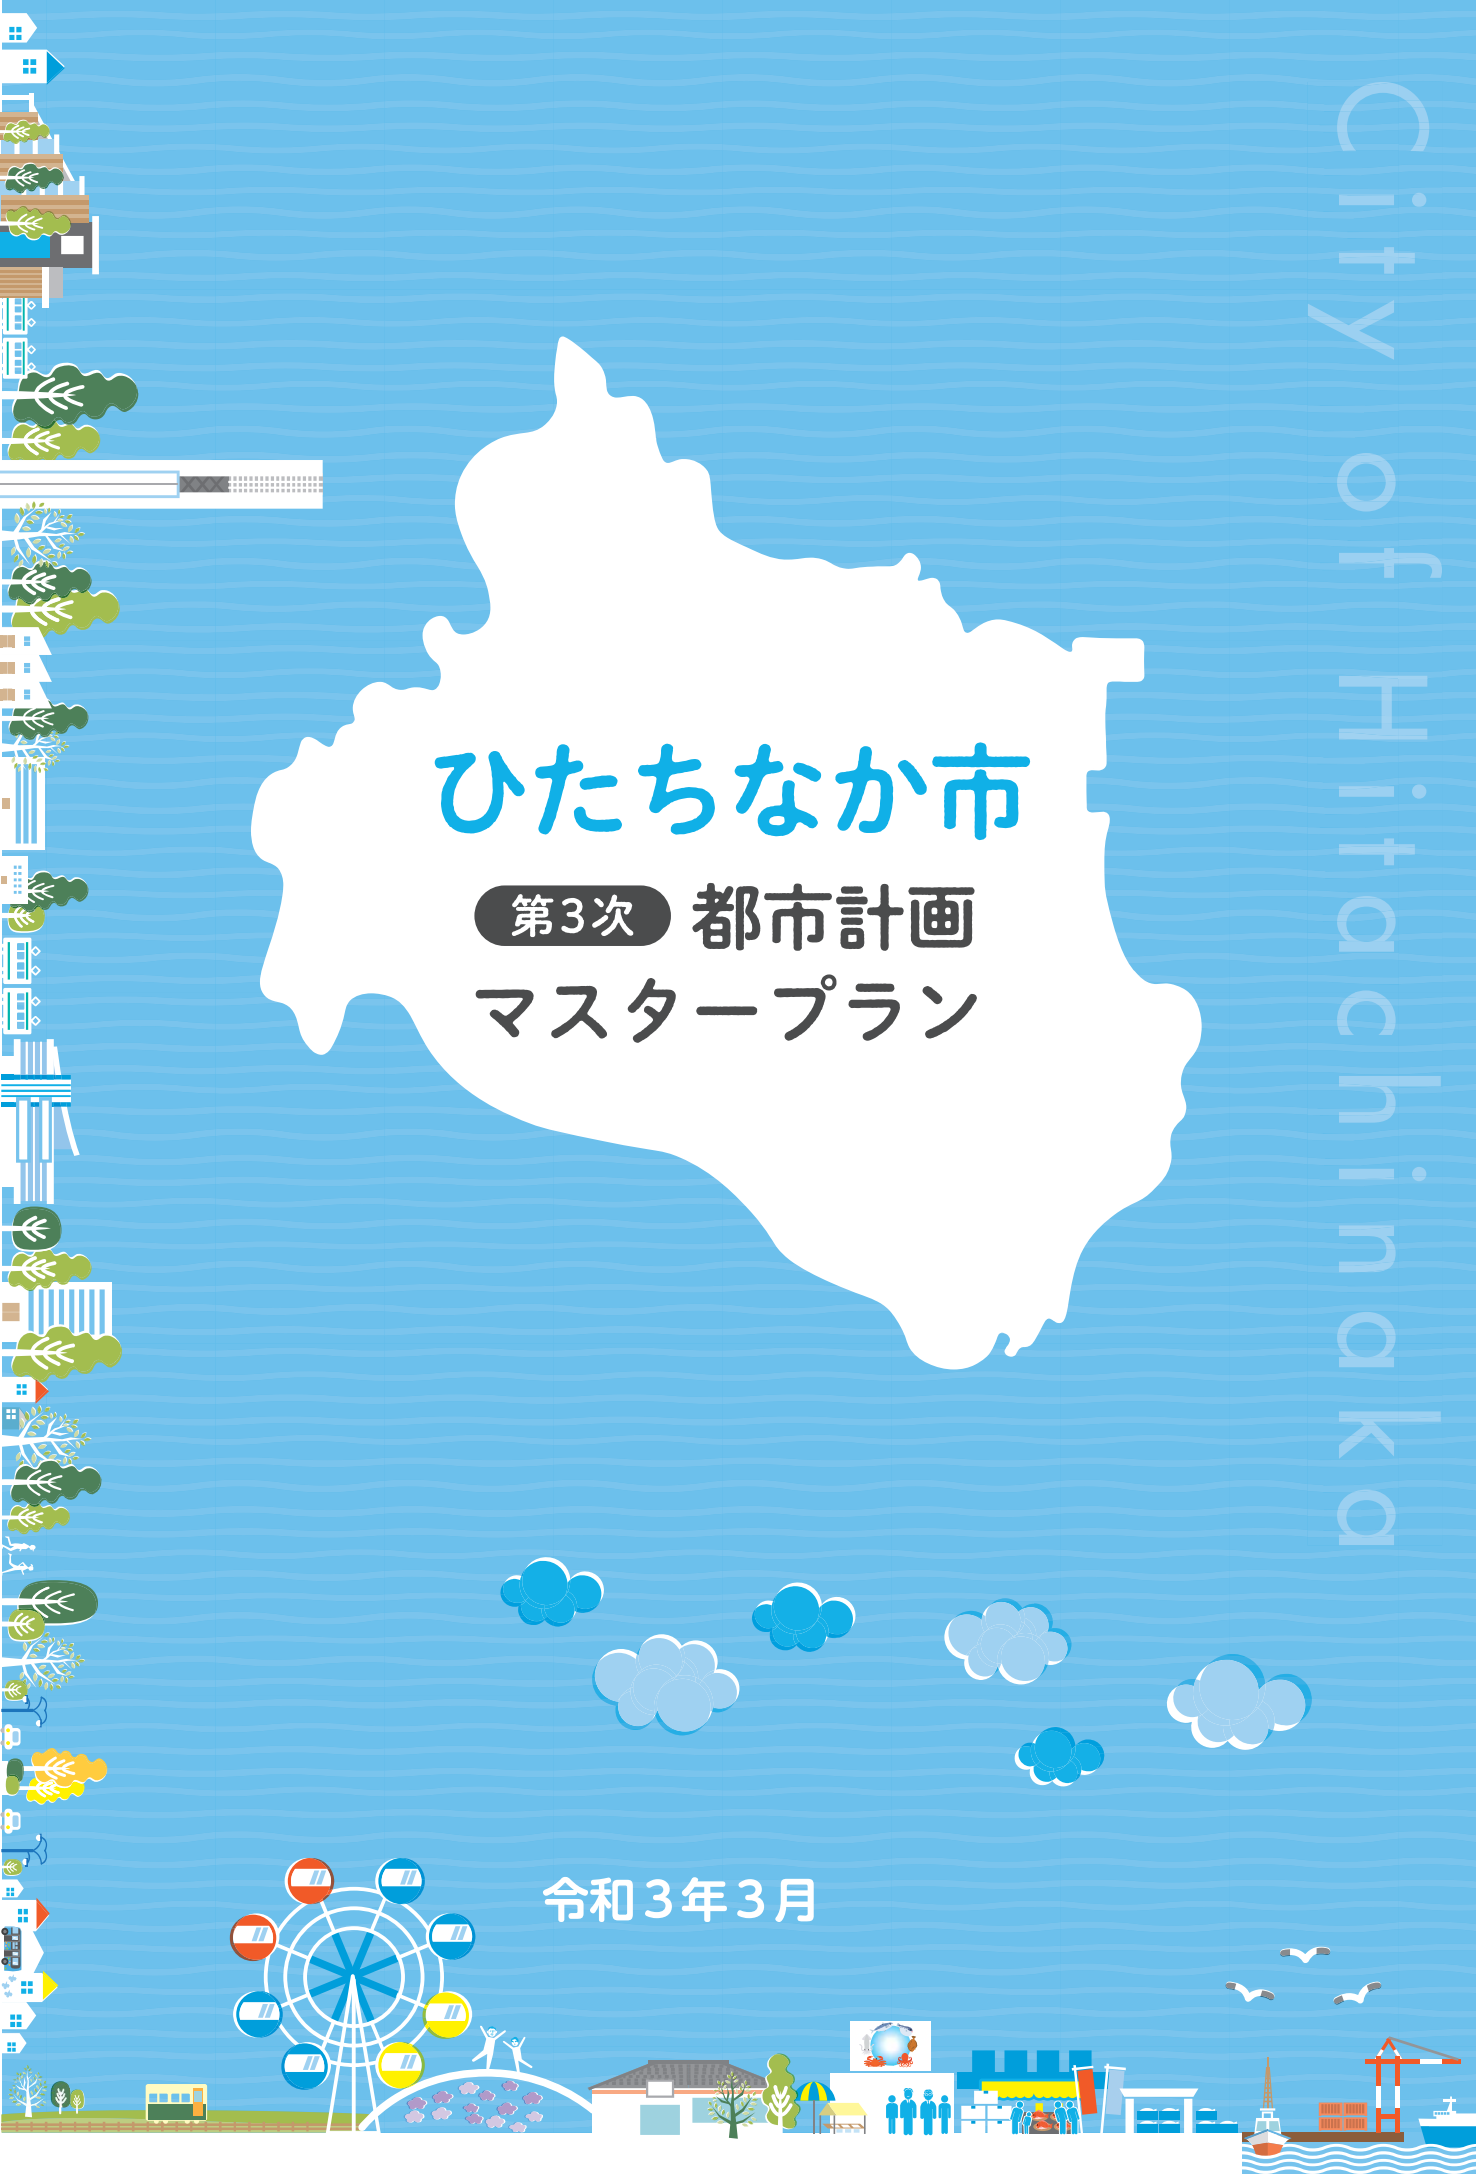 City of Hitachinaka
ひたちなか市
第3次 都市計画
マスタープラン
令和3年3月